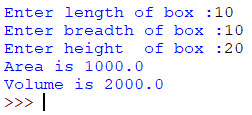 Enter length of box :10
Enter breadth of box :10
Enter height  of box :20
Area is 1000.0
Volume is 2000.0
>>>